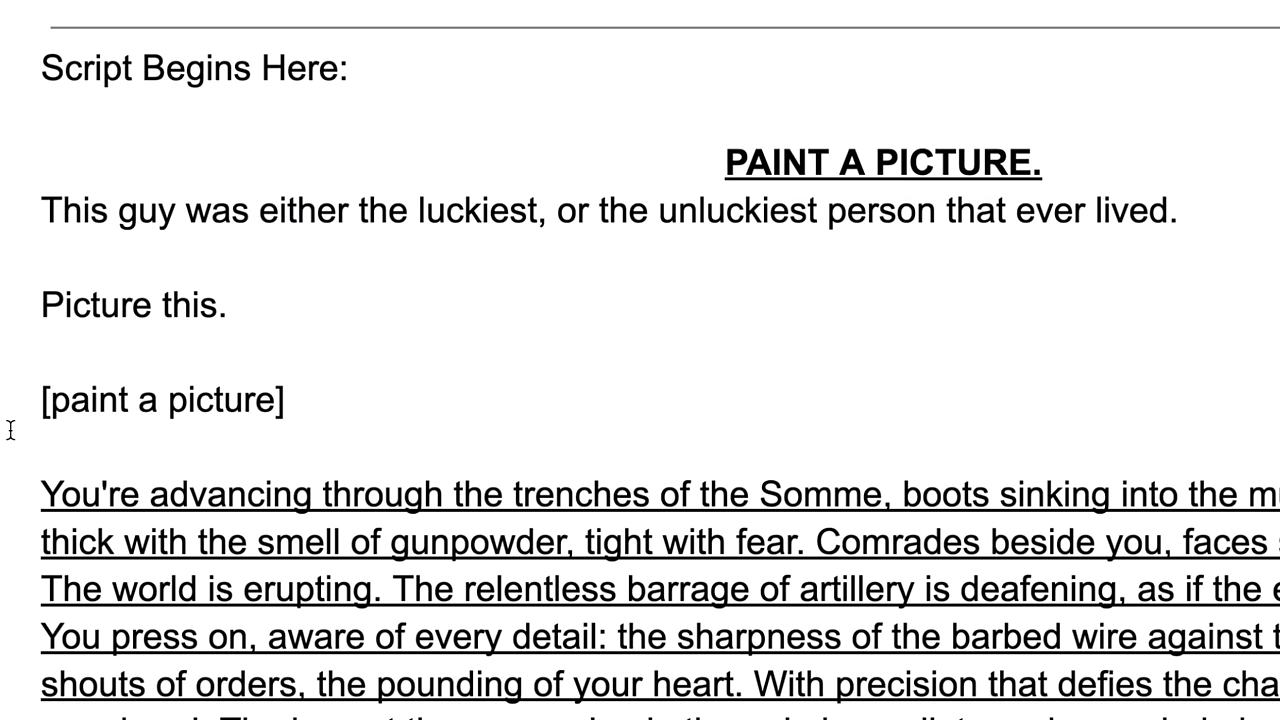 Script Begins Here:
PAINT A PICTURE.
This guy was either the luckiest, or the unluckiest person that ever lived.
Picture this.
[paint a picture]
You're advancing through the trenches of the Somme, boots sinking into the
thick with the smell of gunpowder, tight with fear. Comrades beside you, faces
The world is erupting. The relentless barrage of artillery is deafening, as if the
You press on, aware of every detail: the sharpness of the barbed wire against
shouts of orders, the pounding of your heart. With precision that defies the